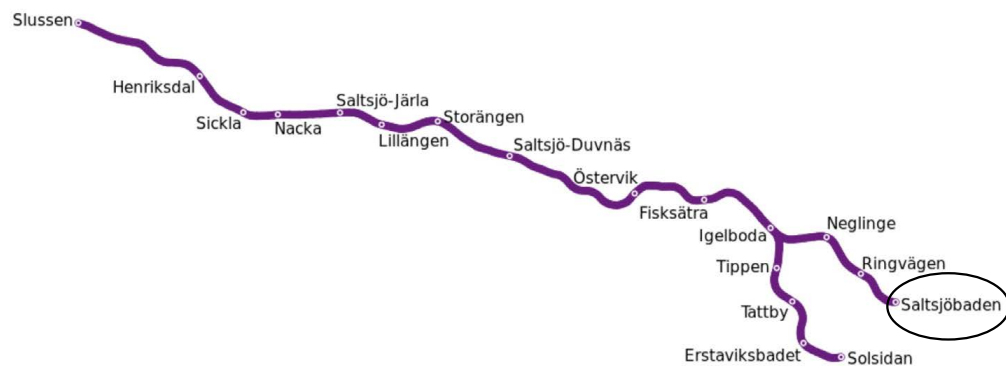 Slussen
Henriksdal
Sickla
Nacka
Saltsjö-Järla
Lillängen
Storängen
Saltsjö-Duvnäs
Östervik
Fisksätra
Igelboda
Neglinge
Ringvägen
Saltsjöbaden
Tippen
Tattby
Erstaviksbadet
Solsidan